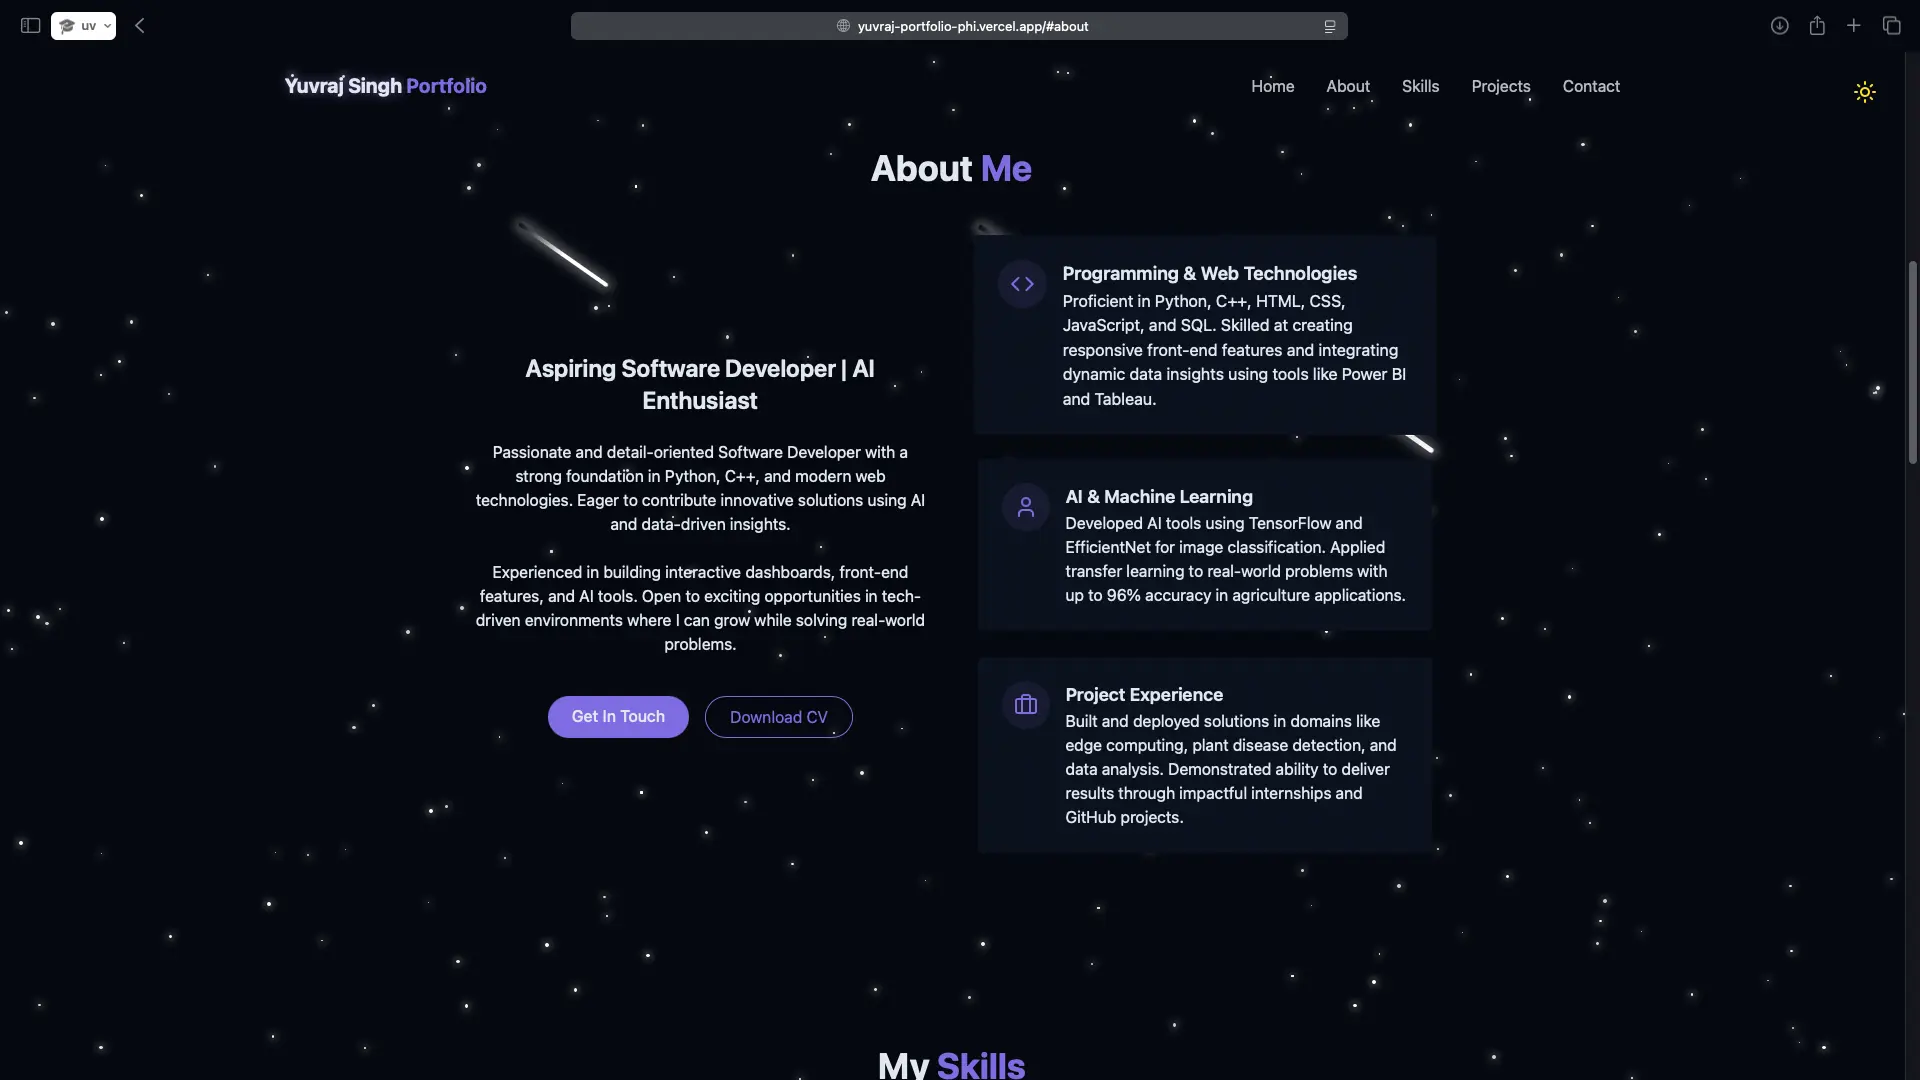 uv
yuvraj-portfolio-phi.vercel.app/#about
Yuvraj Singh Portfolio
Home About Skills Projects Contact
About Me
Aspiring Software Developer | AI
Enthusiast
Passionate and detail-oriented Software Developer with a
strong foundation in Python, C++, and modern web
technologies. Eager to contribute innovative solutions using AI
and data-driven insights.
Experienced in building interactive dashboards, front-end
features, and AI tools. Open to exciting opportunities in tech-
driven environments where I can grow while solving real-world
problems.
Get In Touch
Download CV
Programming & Web Technologies
Proficient in Python, C++, HTML, CSS,
JavaScript, and SQL. Skilled at creating
responsive front-end features and integrating
dynamic data insights using tools like Power BI
and Tableau.
AI & Machine Learning
Developed AI tools using TensorFlow and
EfficientNet for image classification. Applied
transfer learning to real-world problems with
up to 96% accuracy in agriculture applications.
Project Experience
Built and deployed solutions in domains like
edge computing, plant disease detection, and
data analysis. Demonstrated ability to deliver
results through impactful internships and
GitHub projects.
My Skills